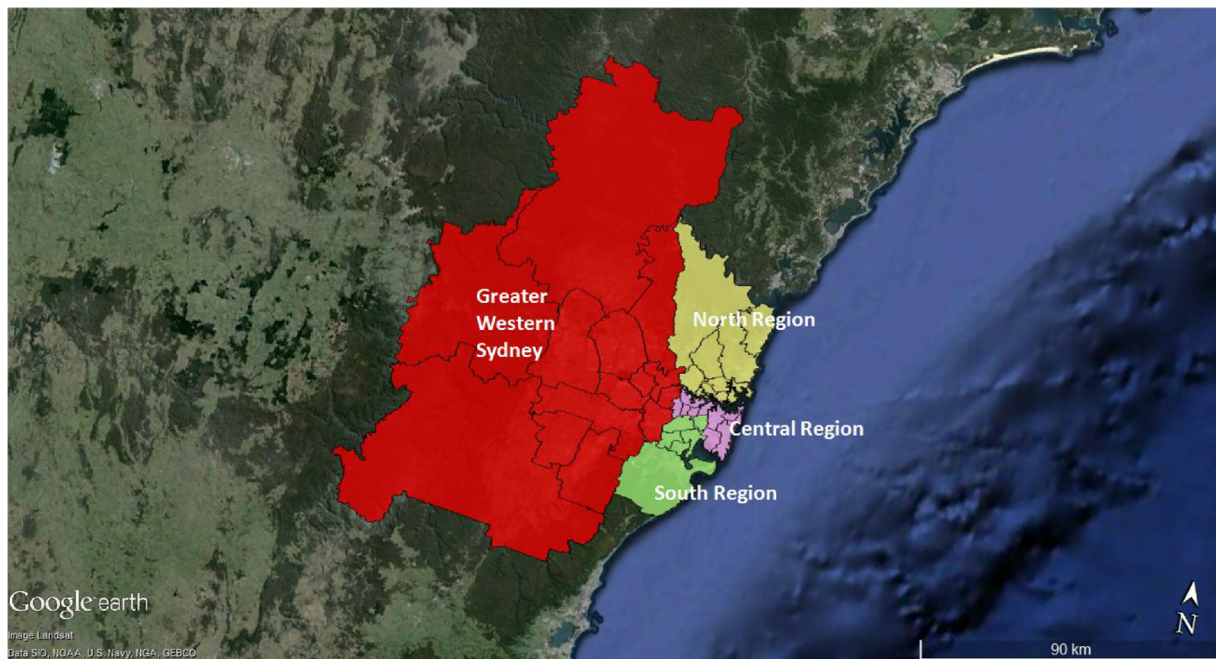 Greater
Western
Sydney
North Region
Central Region
South Region
Google earth
Image Landsat
Data SIO, NOAA, U.S. Navy, NGA, GEBCO
N
90 km